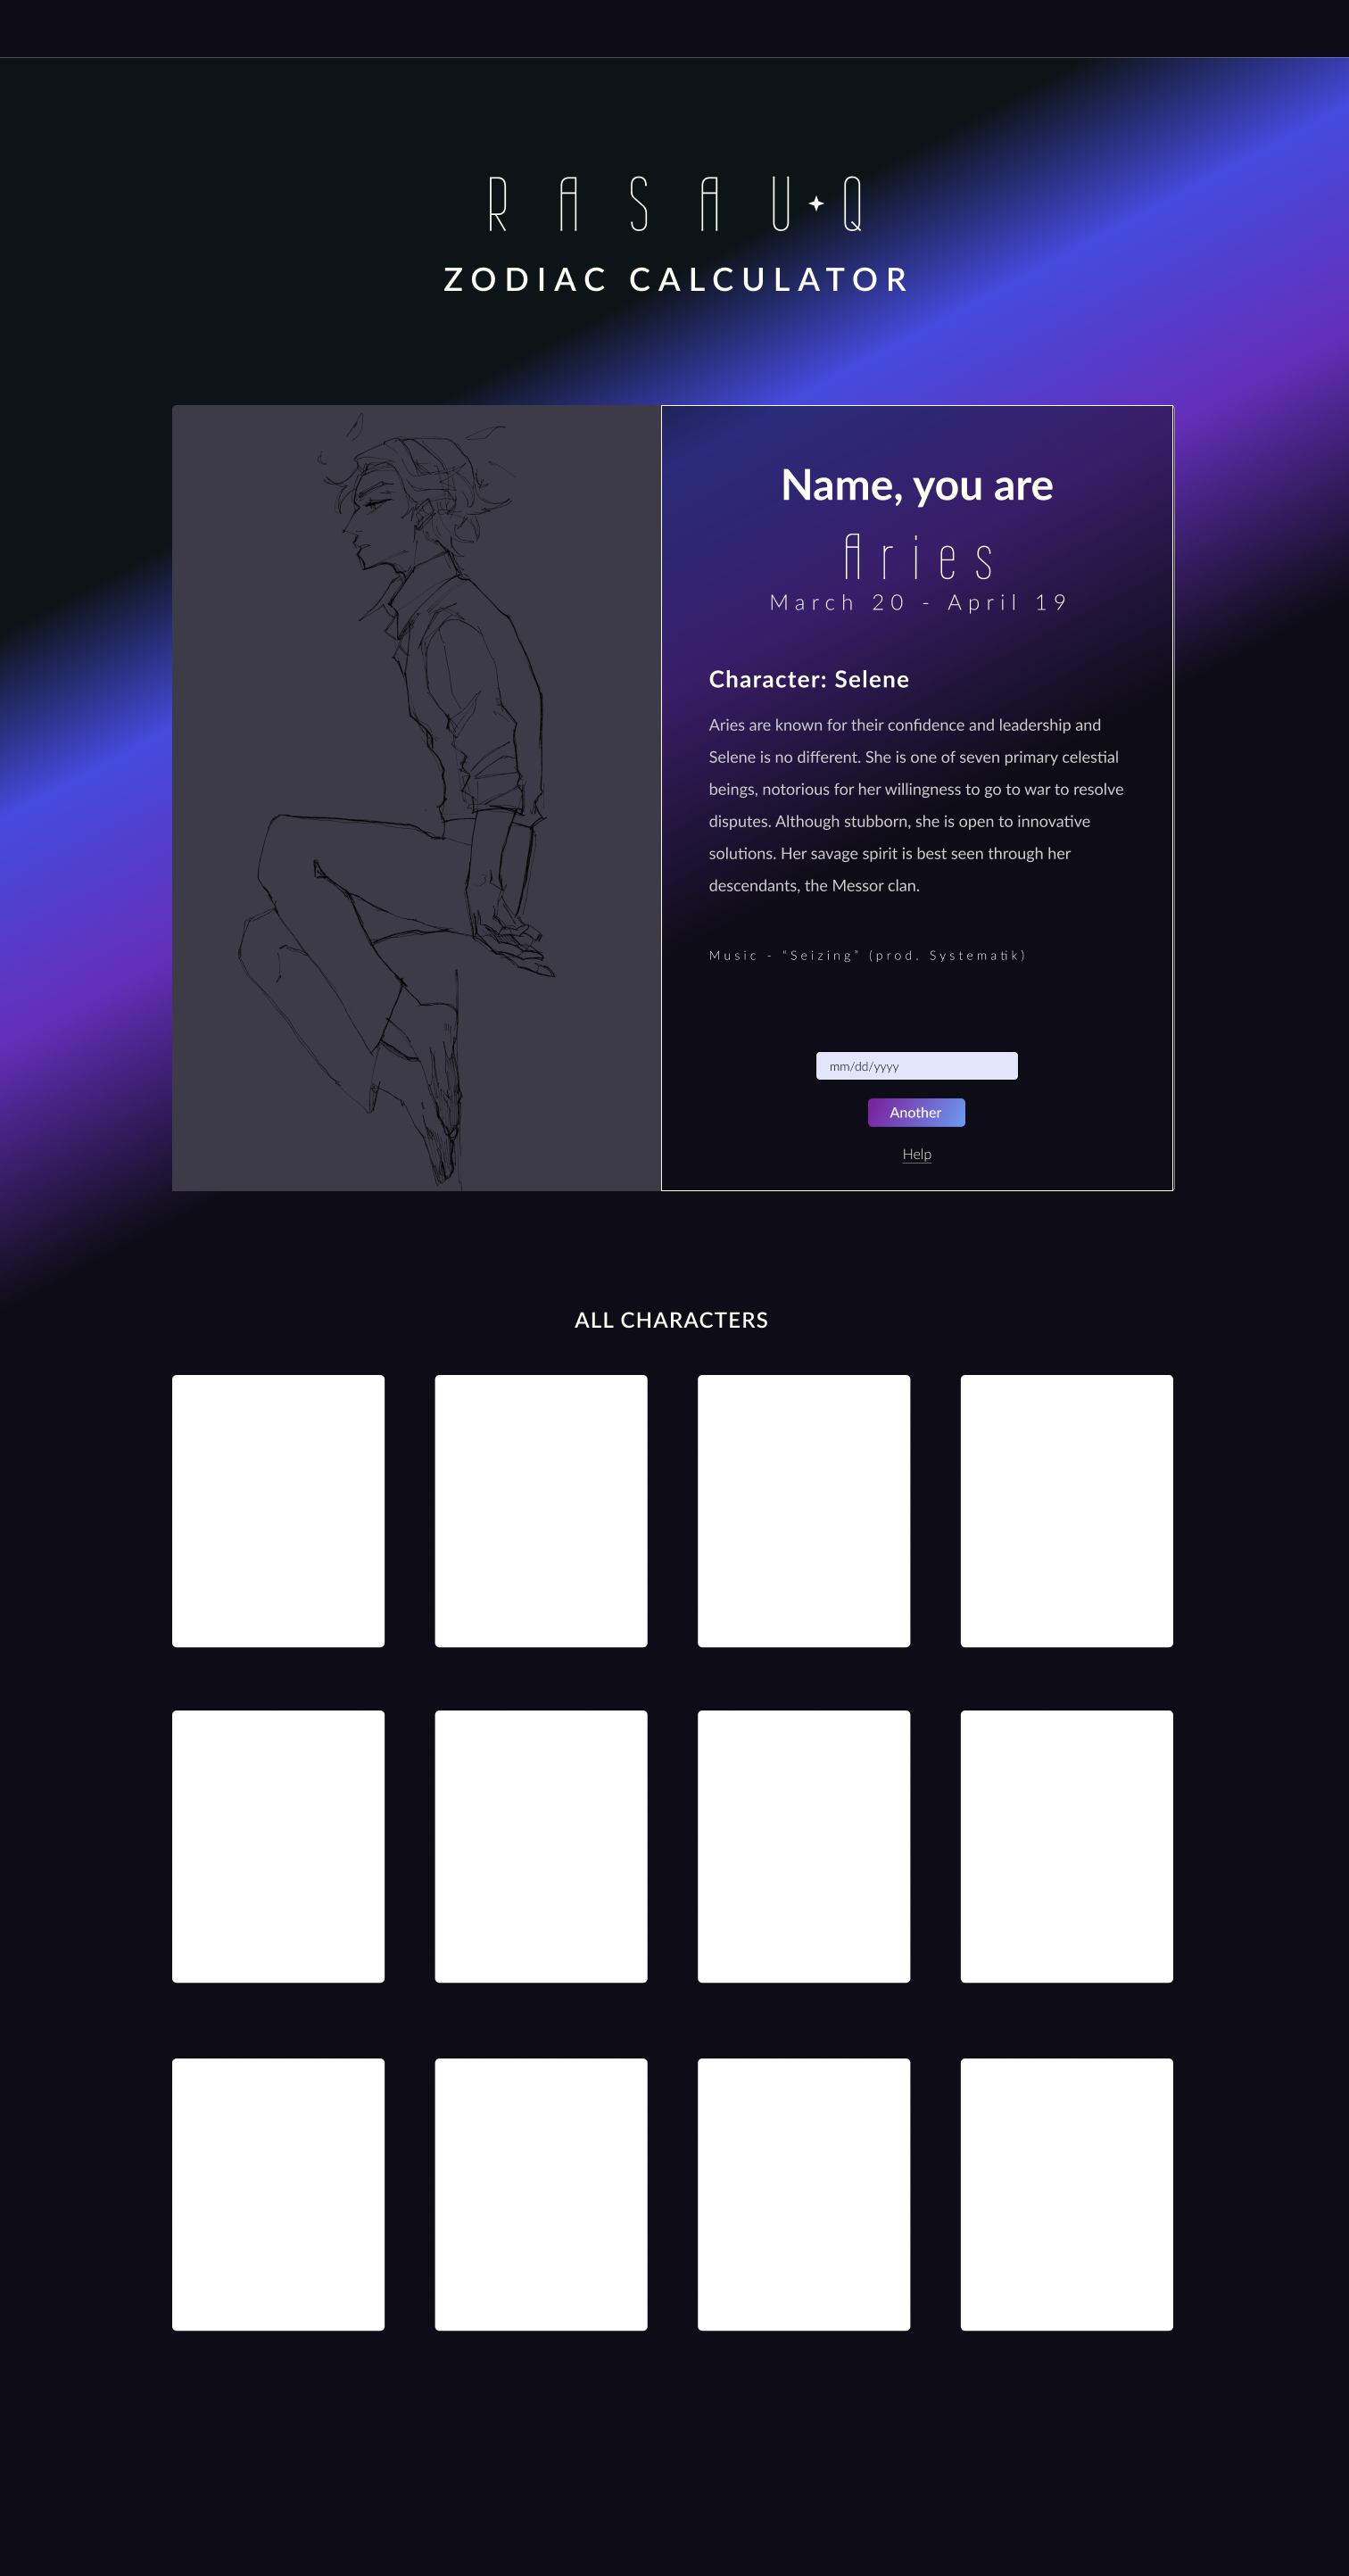 RASAU✦Q
ZODIAC CALCULATOR
Name, you are
Aries
March 20 - April 19
Character: Selene
Aries are known for their confidence and leadership and
Selene is no different. She is one of seven primary celestial
beings, notorious for her willingness to go to war to resolve
disputes. Although stubborn, she is open to innovative
solutions. Her savage spirit is best seen through her
descendants, the Messor clan.
Music - “Seizing” (prod. Systematik)
mm/dd/yyyy
Another
Help
ALL CHARACTERS